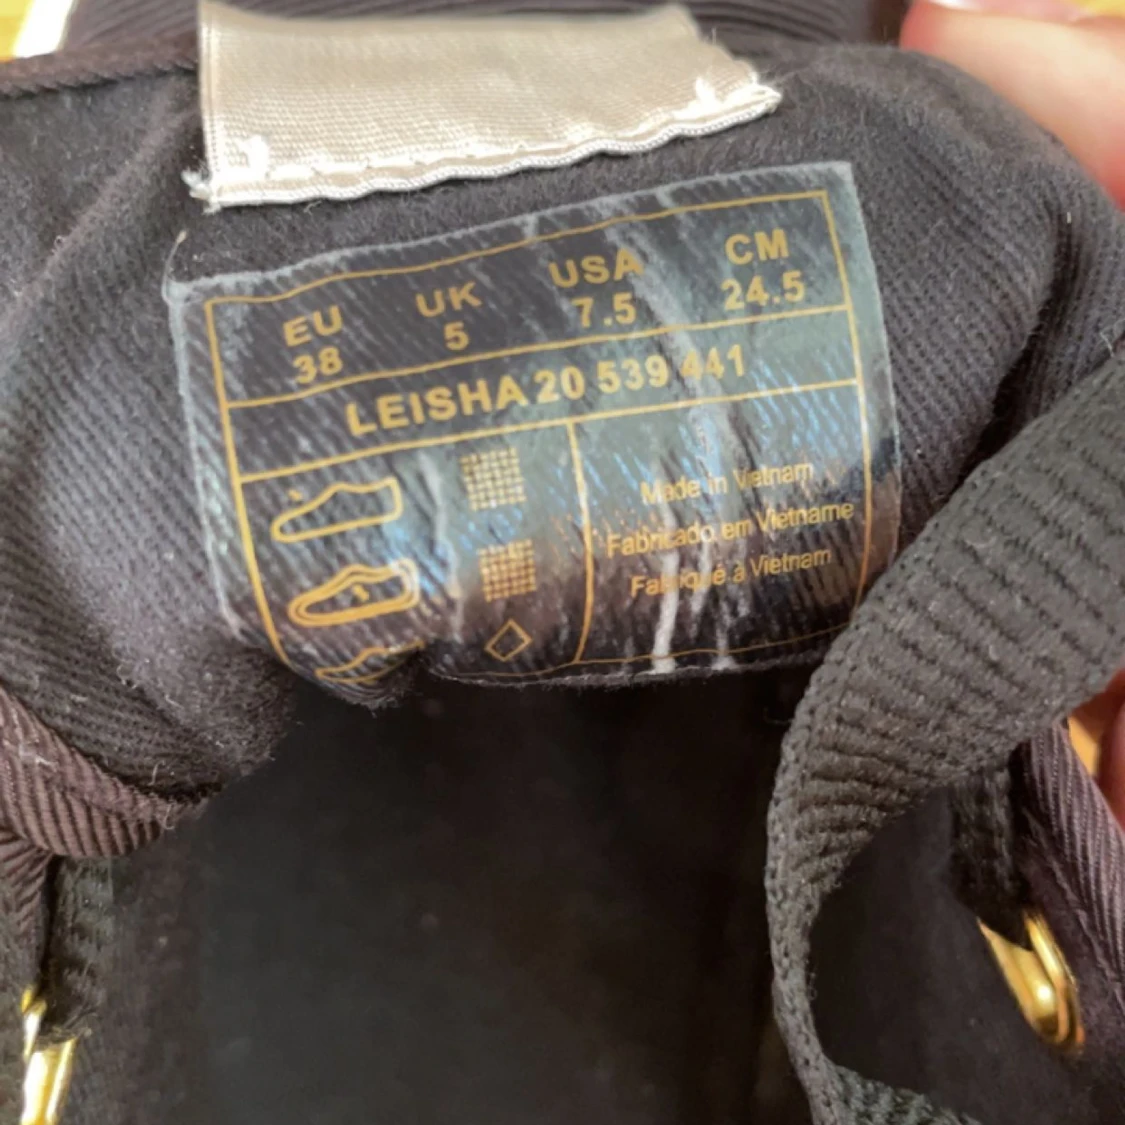 EU UK USA CM
38 5 7.5 24.5
LEISHA 20 539 441
Made in Vietnam
Fabricado em Vietname
Fabriqué à Vietnam